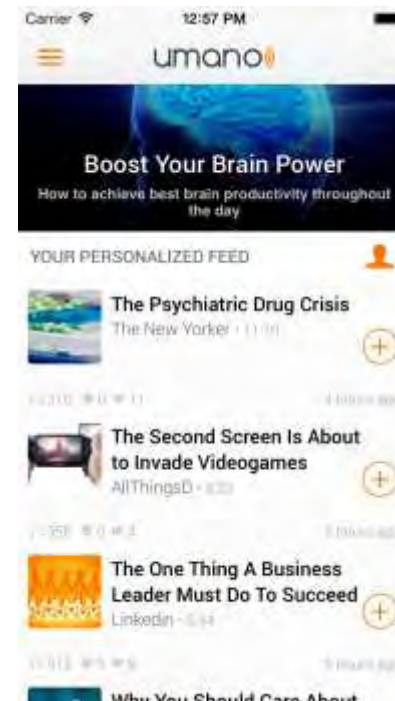 Carrier 12:57 PM
umano
Boost Your Brain Power
How to achieve best brain productivity throughout
the day
YOUR PERSONALIZED FEED
The Psychiatric Drug Crisis
The New Yorker
The Second Screen Is About
to Invade Videogames
AllThingsD
The One Thing A Business
Leader Must Do To Succeed
LinkedIn
Why You Should Care About